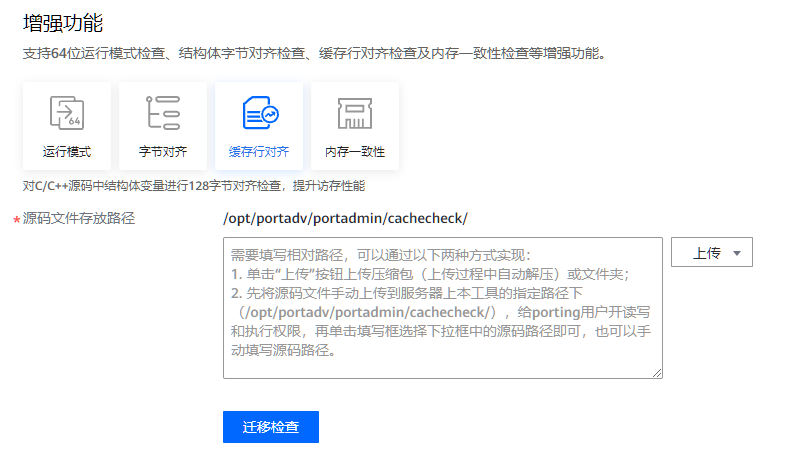 增强功能
支持64位运行模式检查、结构体字节对齐检查、缓存行对齐检查及内存一致性检查等增强功能。
64
运行模式
字节对齐
缓存行对齐
内存一致性
对C/C++源码中结构体变量进行128字节对齐检查，提升访存性能
*源码文件存放路径
/opt/portadv/portadmin/cachecheck/
需要填写相对路径，可以通过以下两种方式实现：
上传
1. 单击“上传”按钮上传压缩包（上传过程中自动解压）或文件夹；
2. 先将源码文件手动上传到服务器上本工具的指定路径下
（/opt/portadv/portadmin/cachecheck/），给porting用户开读写
和执行权限，再单击填写框选择下拉框中的源码路径即可，也可以手
动填写源码路径。
迁移检查